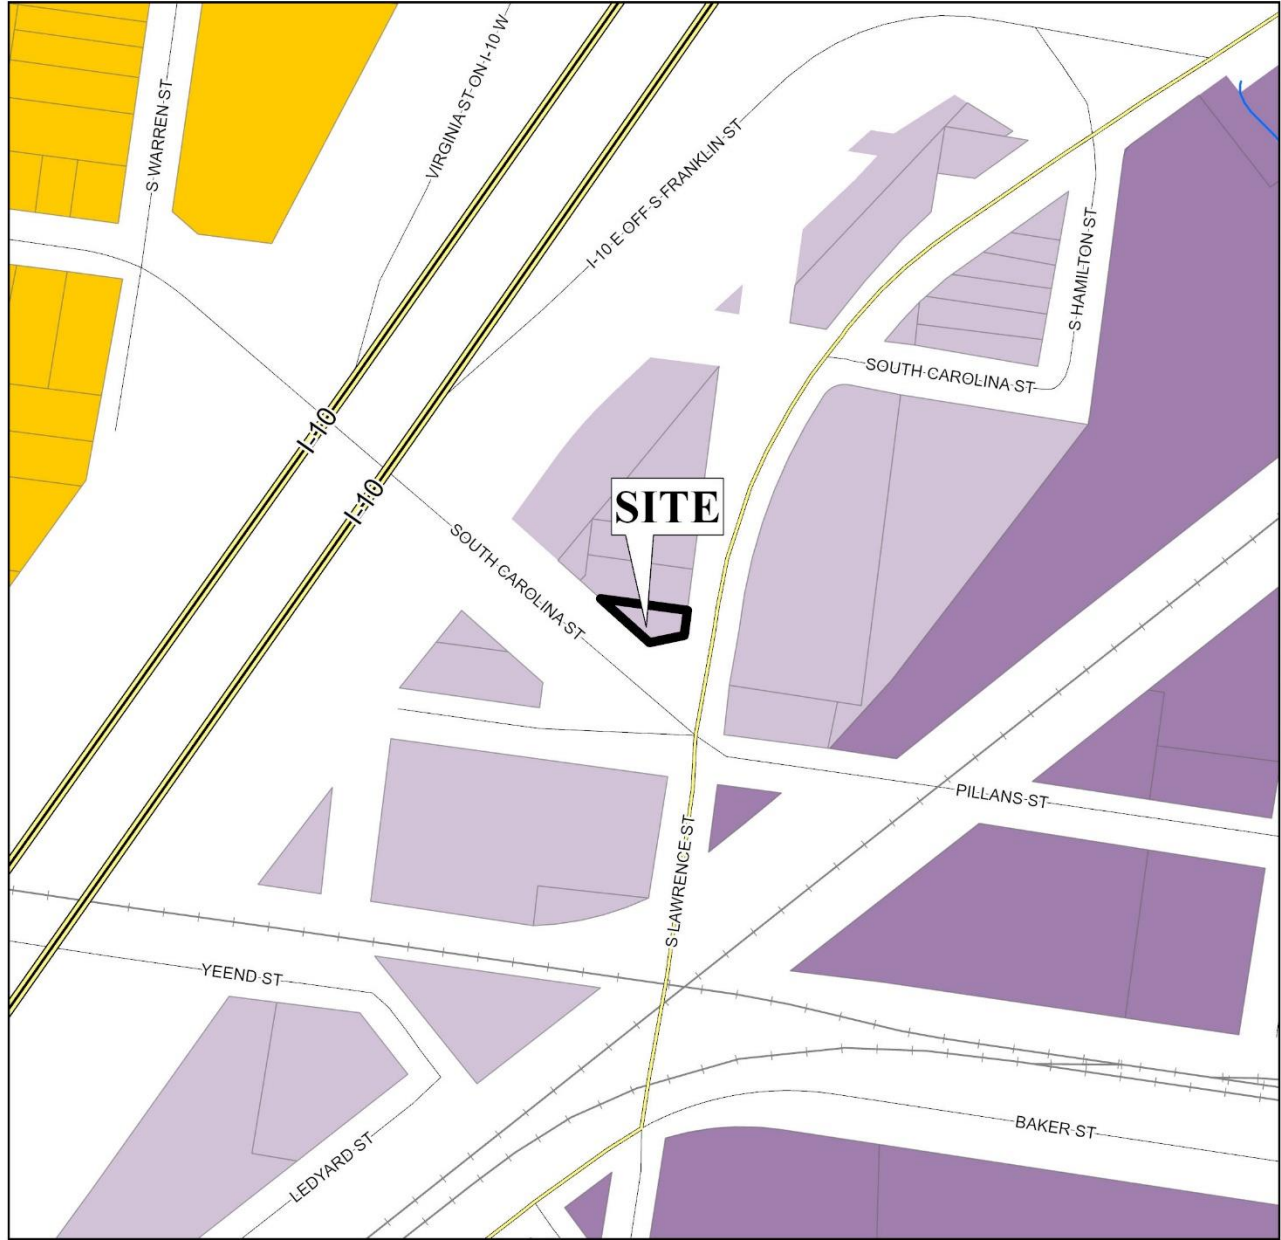 S WARREN ST
VIRGINIA ST ON I-10 W
I-10 E OFF S FRANKLIN ST
S HAMILTON ST
SOUTH CAROLINA ST
I-10
I-10
SITE
SOUTH CAROLINA ST
PILLANS ST
S LAWRENCE ST
YEEND ST
BAKER ST
LEDYARD ST